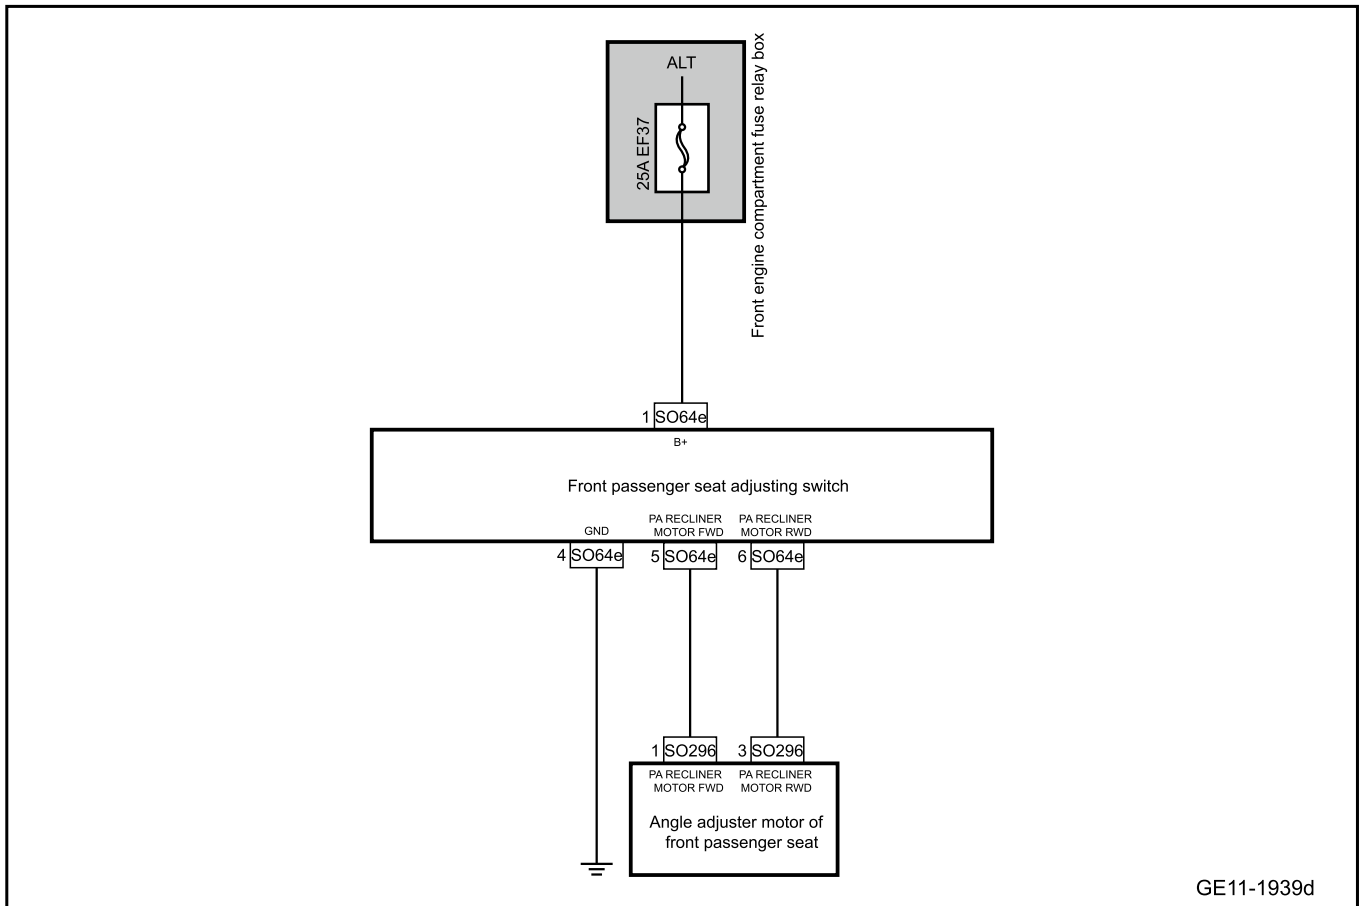 ALT
25A EF37
Front engine compartment fuse relay box
1 SO64e
B+
Front passenger seat adjusting switch
GND
PA RECLINER
MOTOR FWD
PA RECLINER
MOTOR RWD
4 SO64e
5 SO64e
6 SO64e
1 SO296
3 SO296
PA RECLINER
MOTOR FWD
PA RECLINER
MOTOR RWD
Angle adjuster motor of
front passenger seat
GE11-1939d